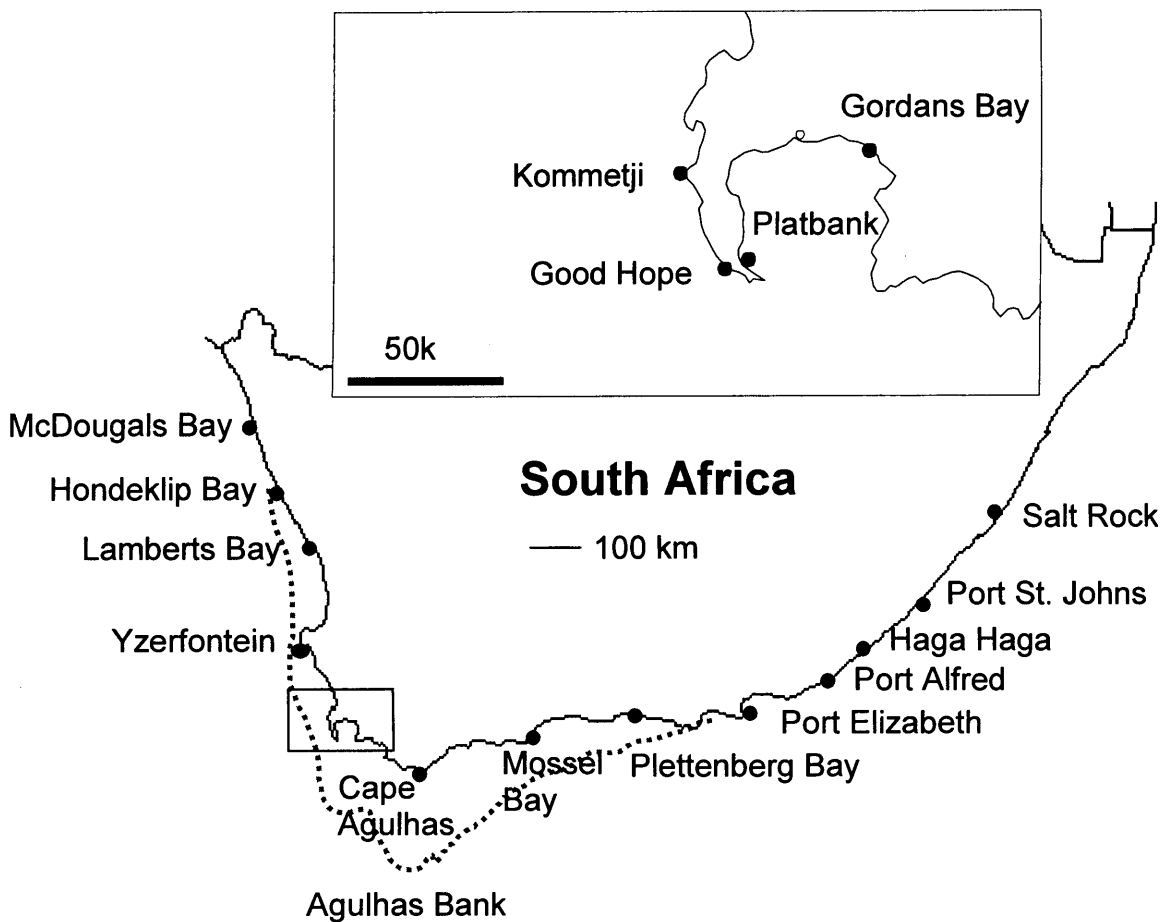 Gordans Bay
Kommetji
Platbank
Good Hope
50k
McDougals Bay
Hondeklip Bay
South Africa
Salt Rock
Lamberts Bay
100 km
Port St. Johns
Yzerfontein
Haga Haga
Port Alfred
Port Elizabeth
Mossel
Bay
Plettenberg Bay
Cape
Agulhas
Agulhas Bank